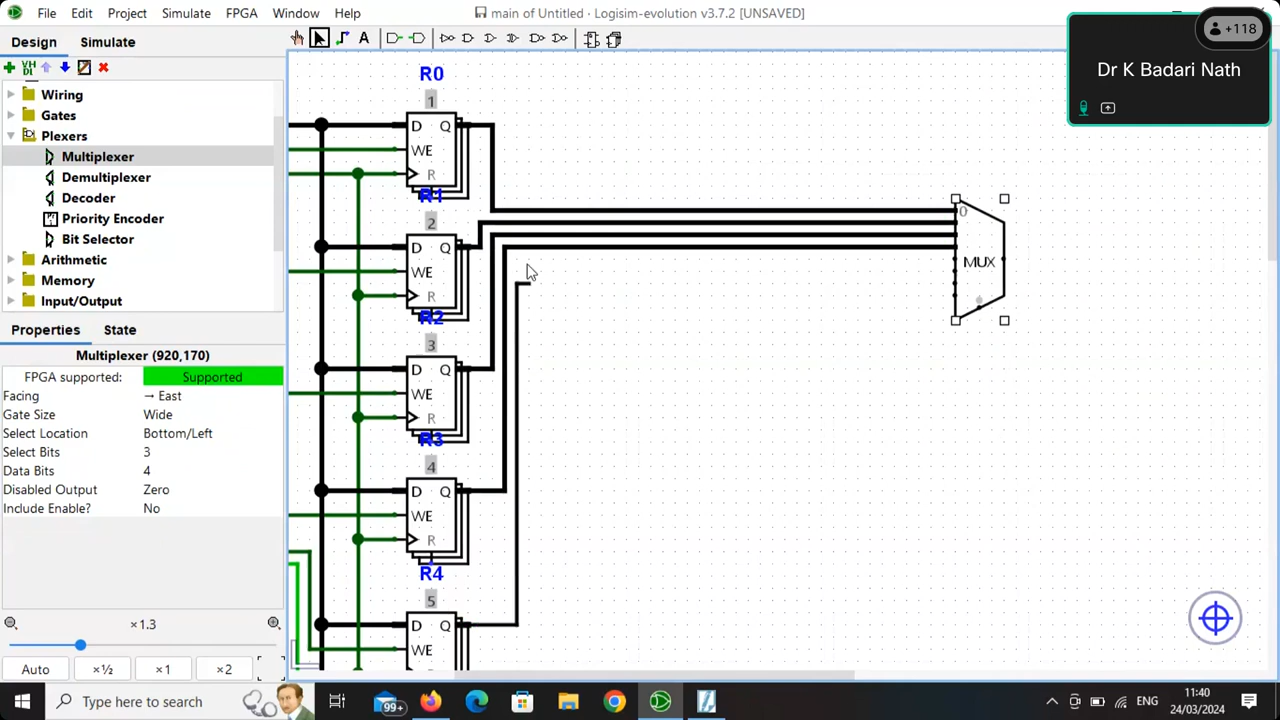 File Edit Project Simulate FPGA Window Help
main of Untitled - Logisim-evolution v3.7.2 [UNSAVED]
+118
Dr K Badari Nath
Design Simulate
VH
DL
A
Wiring
Gates
Plexers
Multiplexer
Demultiplexer
Decoder
Priority Encoder
Bit Selector
Arithmetic
Memory
Input/Output
Properties State
Multiplexer (920,170)
FPGA supported: Supported
Facing → East
Gate Size Wide
Select Location Bottom/Left
Select Bits 3
Data Bits 4
Disabled Output Zero
Include Enable? No
×1.3
Auto ×½ ×1 ×2
R0
1
D Q
WE
R
R1
2
D Q
WE
R
R2
3
D Q
WE
R
R3
4
D Q
WE
R
R4
5
D Q
WE
0
MUX
Type here to search
99+
ENG
11:40
24/03/2024